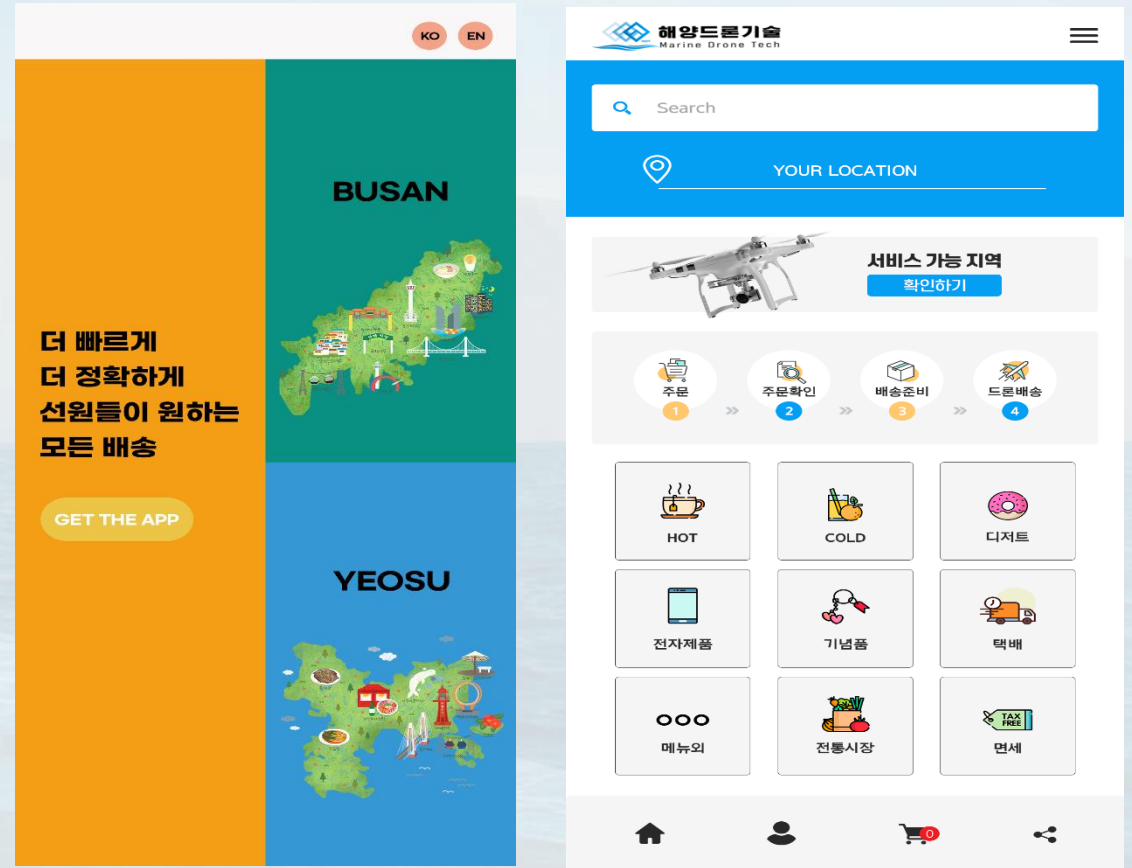 KO
EN
BUSAN
더 빠르게
더 정확하게
선원들이 원하는
모든 배송
GET THE APP
YEOSU
해양드론기술
Marine Drone Tech
Search
YOUR LOCATION
서비스 가능 지역
확인하기
주문
주문확인
배송준비
드론배송
1
2
3
4
HOT
COLD
디저트
전자제품
기념품
택배
메뉴외
전통시장
TAX
FREE
면세
0